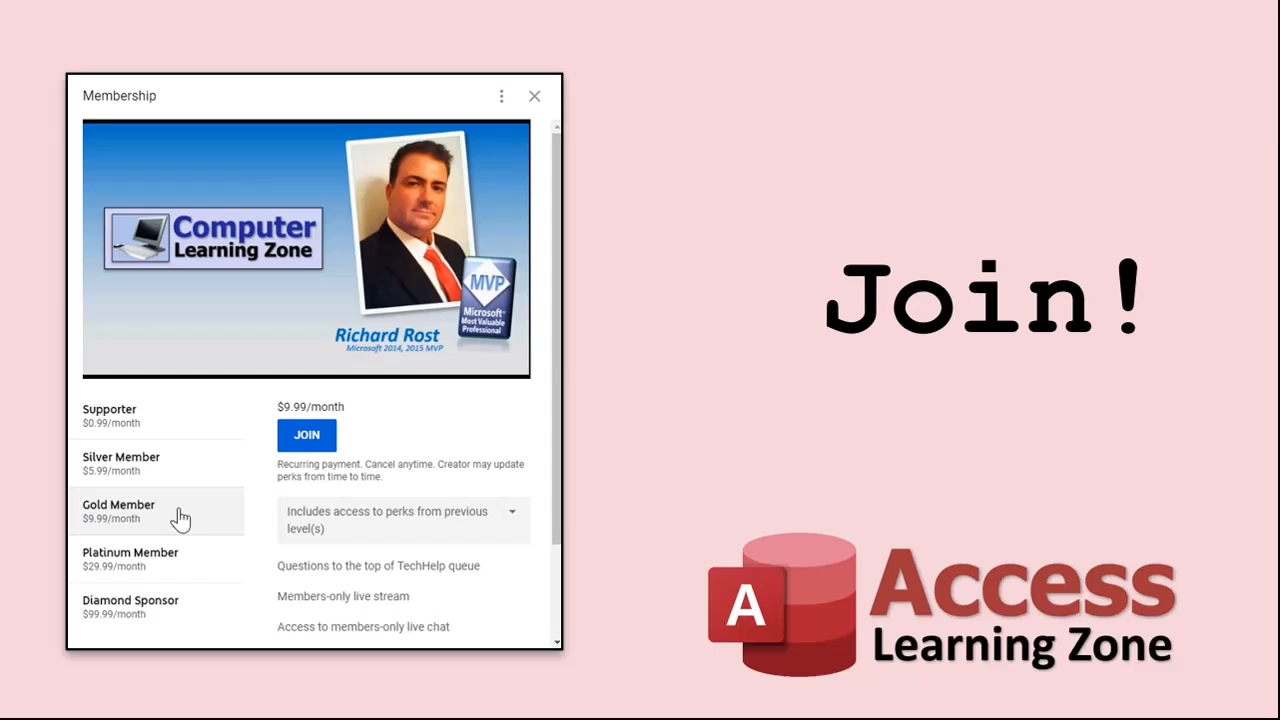 Membership
Computer
Learning Zone
MVP
Microsoft®
Most Valuable
Professional
Richard Rost
Microsoft 2014, 2015 MVP
Supporter
$0.99/month
Silver Member
$5.99/month
Gold Member
$9.99/month
Platinum Member
$29.99/month
Diamond Sponsor
$99.99/month
$9.99/month
JOIN
Recurring payment. Cancel anytime. Creator may update
perks from time to time.
Includes access to perks from previous
level(s)
Questions to the top of TechHelp queue
Members-only live stream
Access to members-only live chat
Join!
A
Access
Learning Zone